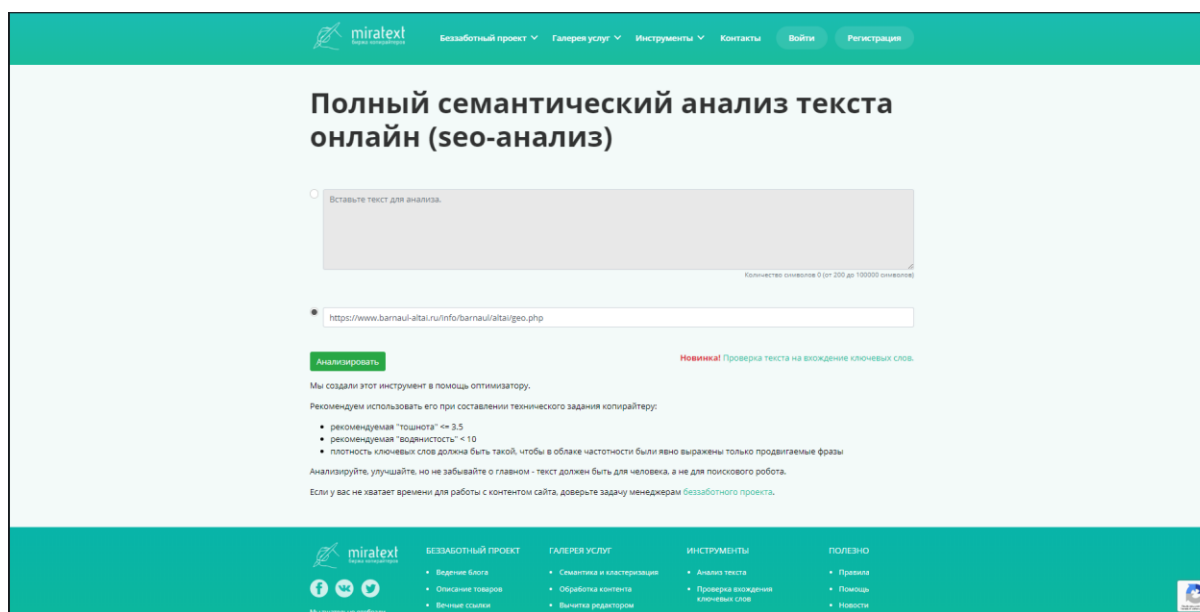 miratext
биржа копирайтеров
Беззаботный проект Галерея услуг Инструменты Контакты Войти Регистрация
Полный семантический анализ текста
онлайн (seo-анализ)
Вставьте текст для анализа.
Количество символов 0 (от 200 до 100000 символов)
https://www.barnaul-altai.ru/info/barnaul/altai/geo.php
Анализировать
Новинка! Проверка текста на вхождение ключевых слов.
Мы создали этот инструмент в помощь оптимизатору.
Рекомендуем использовать его при составлении технического задания копирайтеру:
• рекомендуемая "тошнота" <= 3.5
• рекомендуемая "водянистость" < 10
• плотность ключевых слов должна быть такой, чтобы в облаке частотности были явно выражены только продвигаемые фразы
Анализируйте, улучшайте, но не забывайте о главном - текст должен быть для человека, а не для поискового робота.
Если у вас не хватает времени для работы с контентом сайта, доверьте задачу менеджерам беззаботного проекта.
miratext
биржа копирайтеров
БЕЗЗАБОТНЫЙ ПРОЕКТ
• Ведение блога
• Описание товаров
• Вечные ссылки
ГАЛЕРЕЯ УСЛУГ
• Семантика и кластеризация
• Обработка контента
• Вычитка редактором
ИНСТРУМЕНТЫ
• Анализ текста
• Проверка вхождения
ключевых слов
ПОЛЕЗНО
• Правила
• Помощь
• Новости